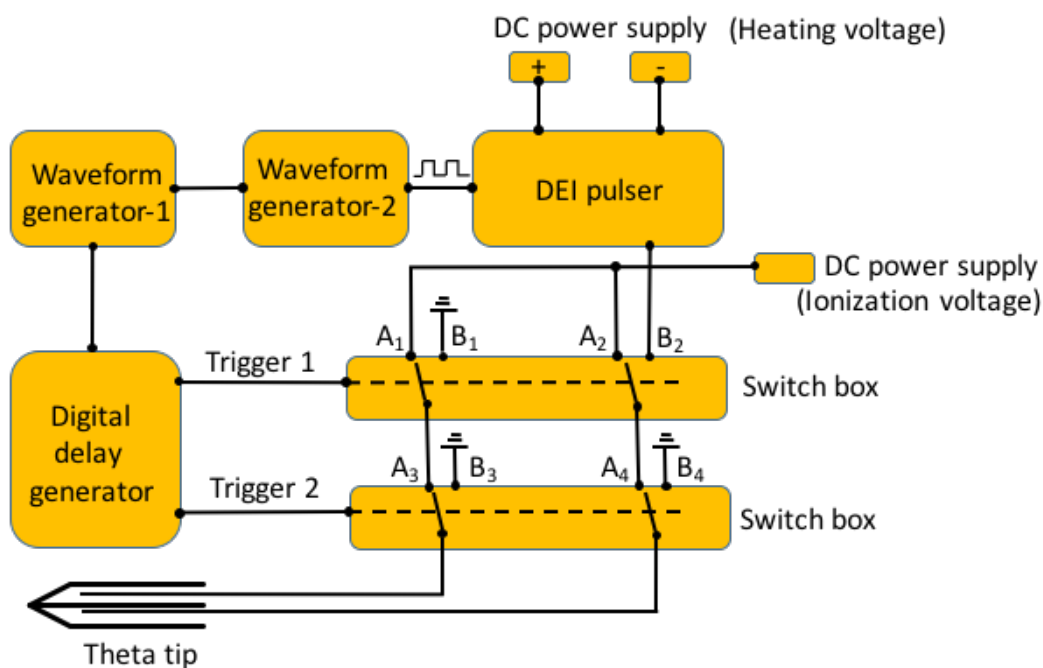 DC power supply (Heating voltage)
+ -
Waveform
generator-1
Waveform
generator-2
DEI pulser
DC power supply
(Ionization voltage)
A₁ B₁ A₂ B₂
Trigger 1
Switch box
Digital
delay
generator
A₃ B₃ A₄ B₄
Trigger 2
Switch box
Theta tip